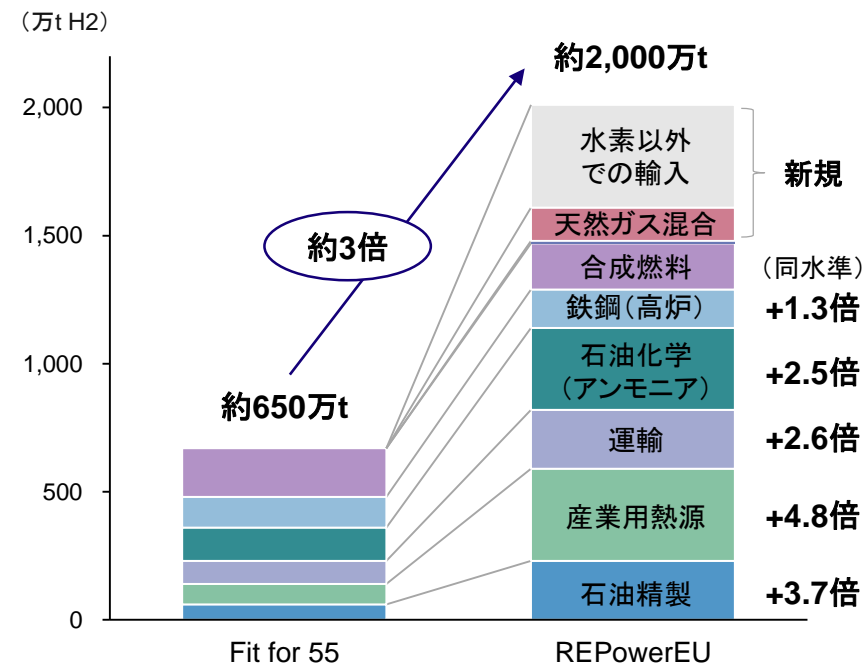 （万t H2）
約2,000万t
2,000
水素以外
での輸入
新規
天然ガス混合
1,500
約3倍
合成燃料
（同水準）
鉄鋼（高炉）
+1.3倍
1,000
石油化学
（アンモニア）
+2.5倍
約650万t
運輸
+2.6倍
500
産業用熱源
+4.8倍
石油精製
+3.7倍
0
Fit for 55
REPowerEU